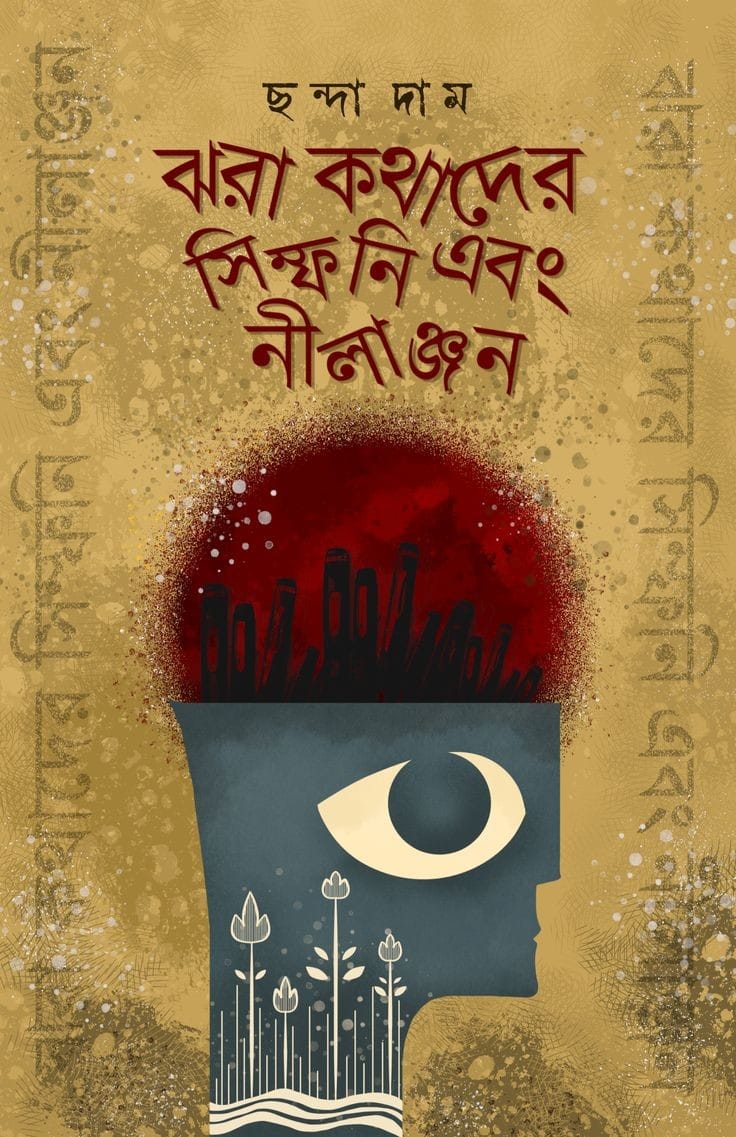 ছন্দা দাম
ঝরা কথাদের
সিম্ফনি এবং
নীলাঞ্জন
ঝরা কথাদের সিম্ফনি এবং নীলাঞ্জন
ঝরা কথাদের সিম্ফনি এবং নীলাঞ্জন